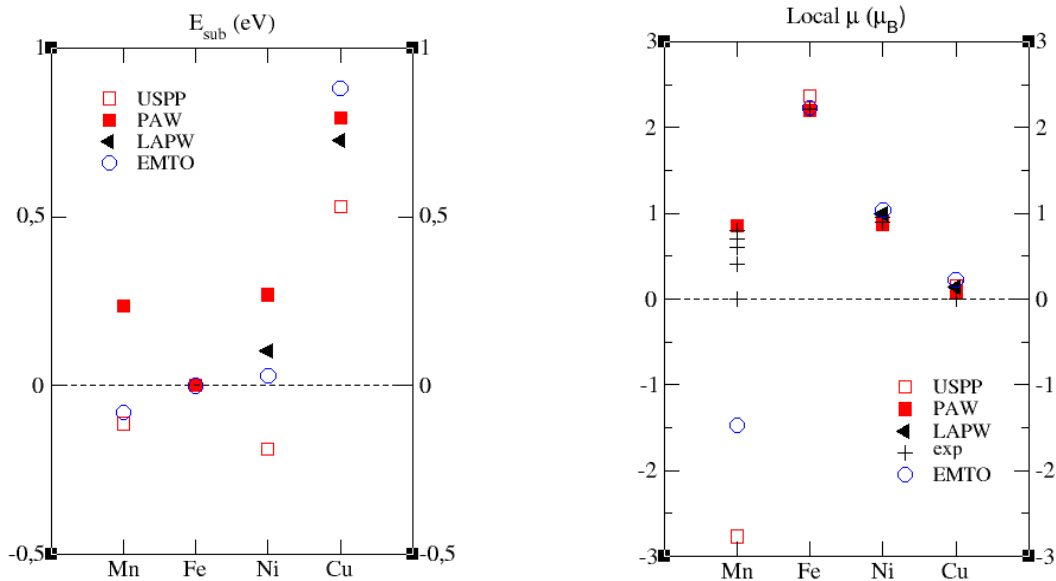 E_sub (eV)
1
1
USPP
PAW
LAPW
EMTO
0,5
0,5
0
0
-0,5
-0,5
Mn
Fe
Ni
Cu
Local μ (μ_B)
3
3
2
2
1
1
0
0
-1
-1
USPP
PAW
LAPW
exp
EMTO
-2
-2
-3
-3
Mn
Fe
Ni
Cu